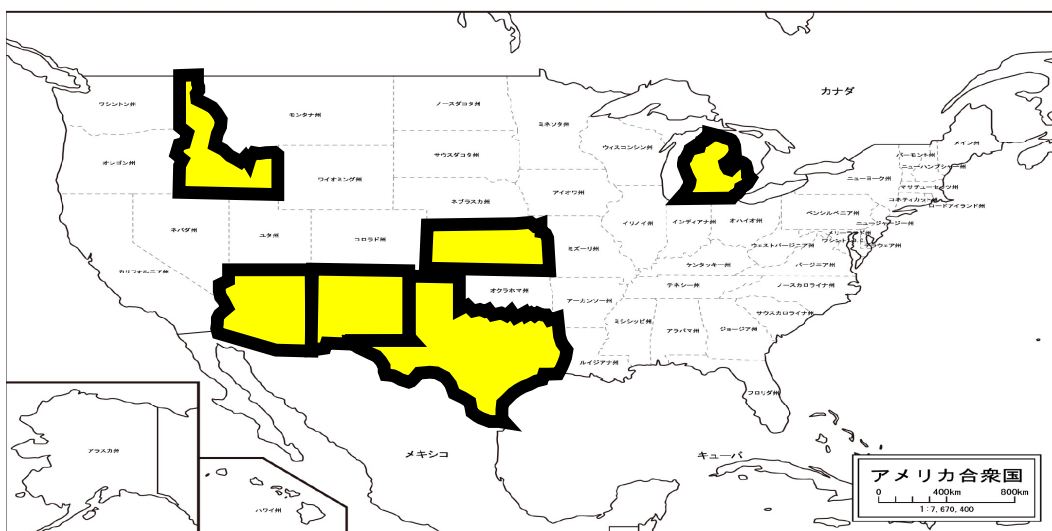 カナダ
ワシントン州
モンタナ州
ノースダコタ州
ミネソタ州
メイン州
オレゴン州
サウスダコタ州
ウィスコンシン州
バーモント州
ニューハンプシャー州
ワイオミング州
アイオワ州
ニューヨーク州
マサチューセッツ州
ネブラスカ州
コネティカット州
ロードアイランド州
ネバダ州
ユタ州
コロラド州
イリノイ州
インディアナ州
オハイオ州
ペンシルベニア州
ニュージャージー州
ミズーリ州
ウェストバージニア州
メリーランド州
ワシントンD.C.
デラウェア州
カリフォルニア州
ケンタッキー州
バージニア州
オクラホマ州
アーカンソー州
テネシー州
ノースカロライナ州
ミシシッピ州
アラバマ州
ジョージア州
サウスカロライナ州
ルイジアナ州
フロリダ州
アラスカ州
メキシコ
キューバ
ハワイ州
アメリカ合衆国
0 400km 800km
1:7,670,400